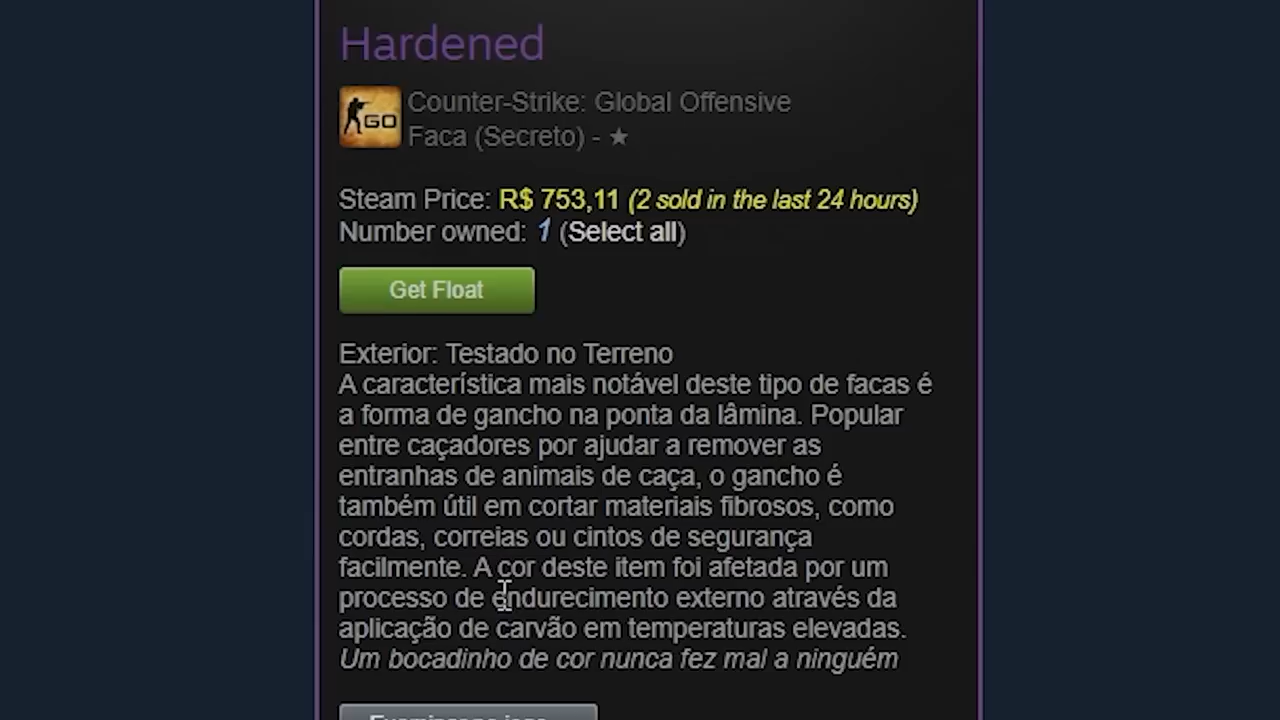 Hardened
GO
Counter-Strike: Global Offensive
Faca (Secreto) - ★
Steam Price: R$ 753,11 (2 sold in the last 24 hours)
Number owned: 1 (Select all)
Get Float
Exterior: Testado no Terreno
A característica mais notável deste tipo de facas é
a forma de gancho na ponta da lâmina. Popular
entre caçadores por ajudar a remover as
entranhas de animais de caça, o gancho é
também útil em cortar materiais fibrosos, como
cordas, correias ou cintos de segurança
facilmente. A cor deste item foi afetada por um
processo de endurecimento externo através da
aplicação de carvão em temperaturas elevadas.
Um bocadinho de cor nunca fez mal a ninguém